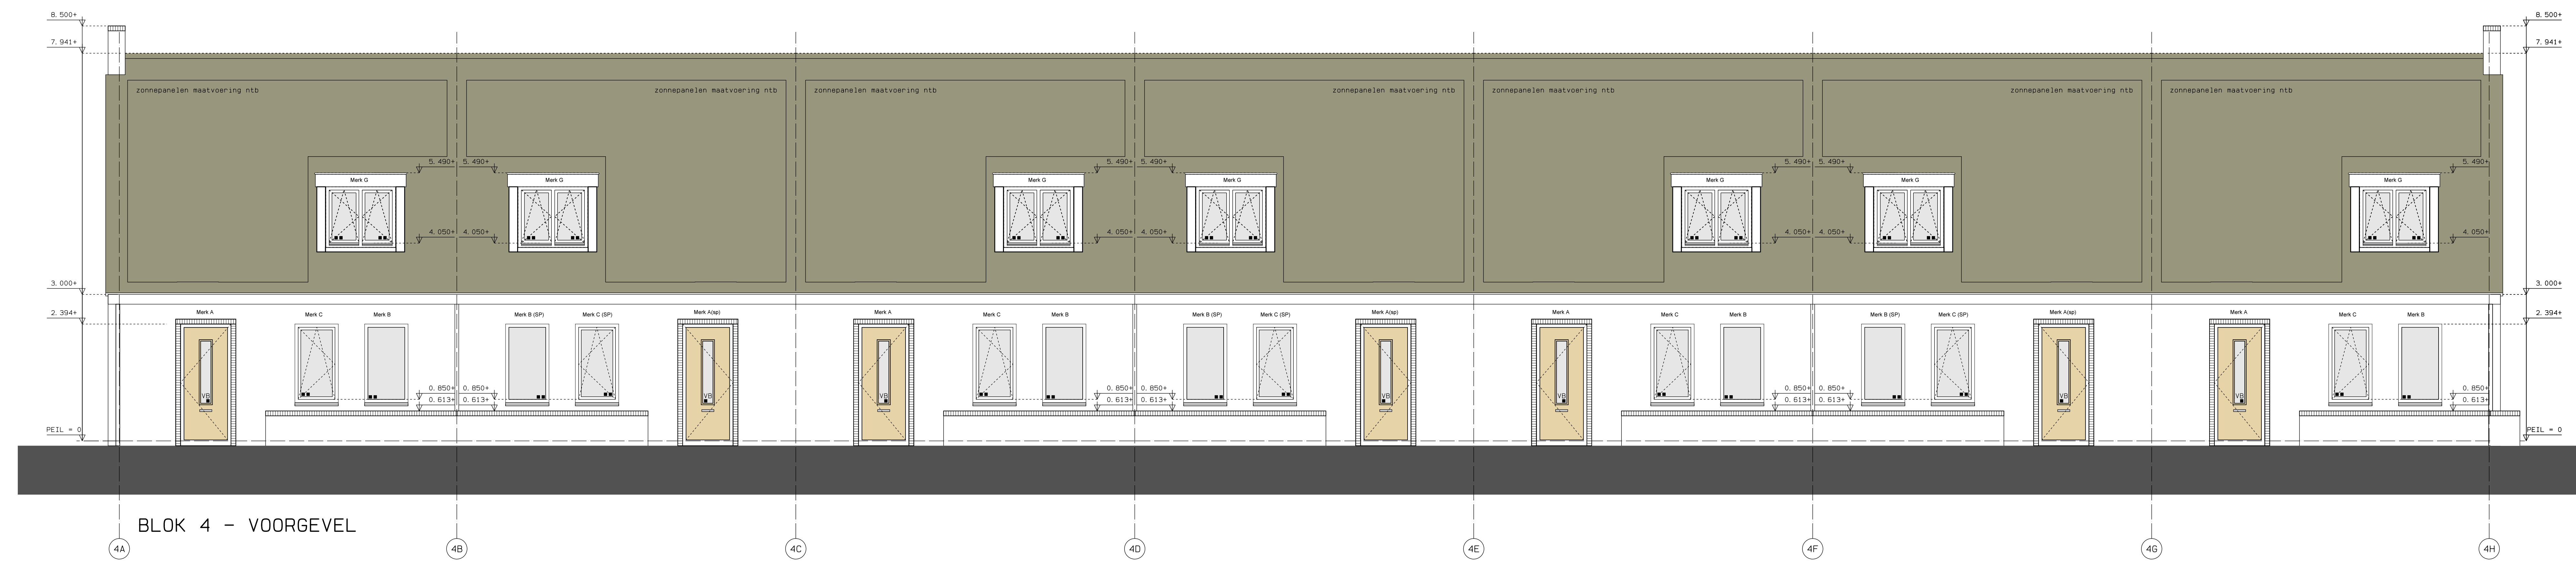 8.500+ 8.500+
7.941+ 7.941+
zonnepanelen maatvoering ntb zonnepanelen maatvoering ntb zonnepanelen maatvoering ntb zonnepanelen maatvoering ntb zonnepanelen maatvoering ntb zonnepanelen maatvoering ntb zonnepanelen maatvoering ntb
5.490+ 5.490+ 5.490+ 5.490+ 5.490+ 5.490+ 5.490+
Merk G Merk G Merk G Merk G Merk G Merk G Merk G
4.050+ 4.050+ 4.050+ 4.050+ 4.050+ 4.050+ 4.050+
3.000+ 3.000+
2.394+ 2.394+
Merk A Merk C Merk B Merk B (SP) Merk C (SP) Merk A(sp) Merk A Merk C Merk B Merk B (SP) Merk C (SP) Merk A(sp) Merk A Merk C Merk B Merk B (SP) Merk C (SP) Merk A(sp) Merk A Merk C Merk B
0.850+ 0.850+ 0.850+ 0.850+ 0.850+ 0.850+ 0.850+
VB VB VB VB VB VB VB
0.613+ 0.613+ 0.613+ 0.613+ 0.613+ 0.613+ 0.613+
PEIL = 0 PEIL = 0
BLOK 4 - VOORGEVEL
4A 4B 4C 4D 4E 4F 4G 4H